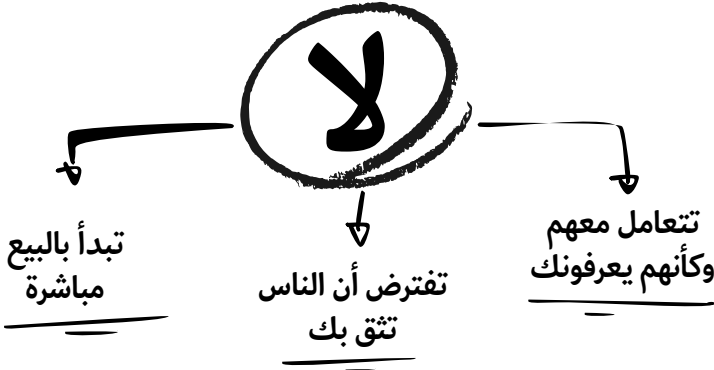 لا
تتعامل معهم
وكأنهم يعرفونك
تفترض أن الناس
تثق بك
تبدأ بالبيع
مباشرة